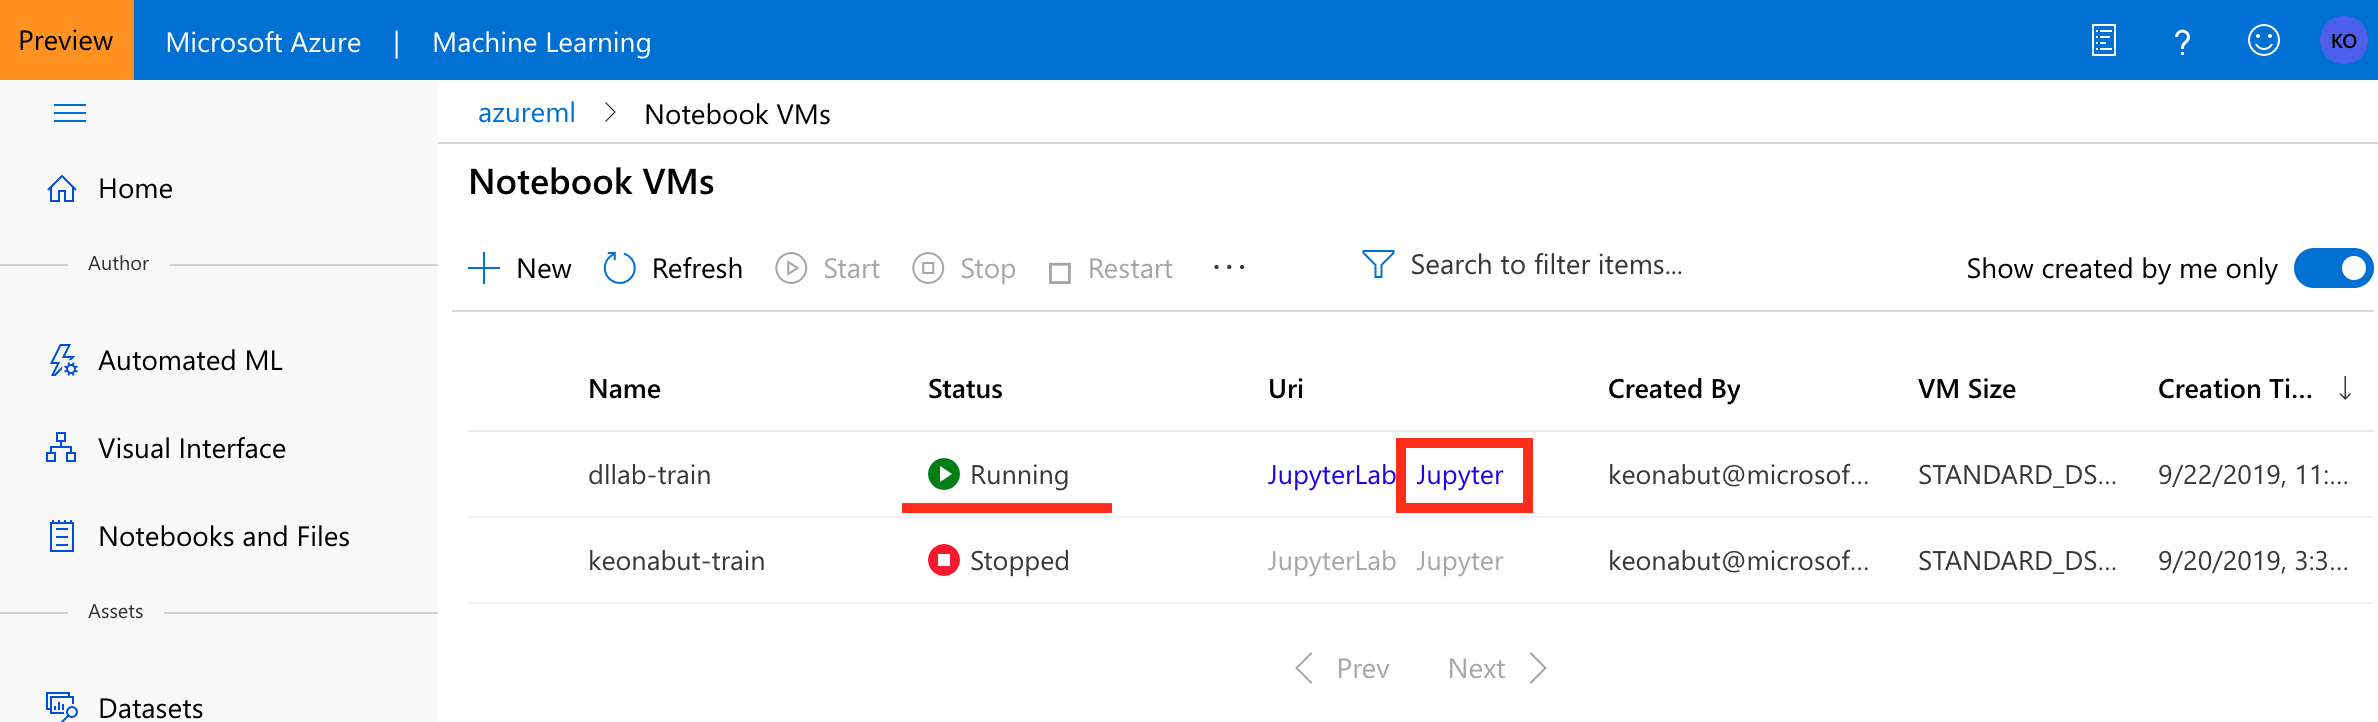 Preview Microsoft Azure | Machine Learning ? KO
azureml > Notebook VMs
Notebook VMs
Home
Author
New Refresh Start Stop Restart ... Search to filter items... Show created by me only
Automated ML
Name Status Uri Created By VM Size Creation Ti... ↓
Visual Interface
dllab-train Running JupyterLab Jupyter keonabut@microsof... STANDARD_DS... 9/22/2019, 11:...
Notebooks and Files
keonabut-train Stopped JupyterLab Jupyter keonabut@microsof... STANDARD_DS... 9/20/2019, 3:3...
Assets
Prev Next
Datasets